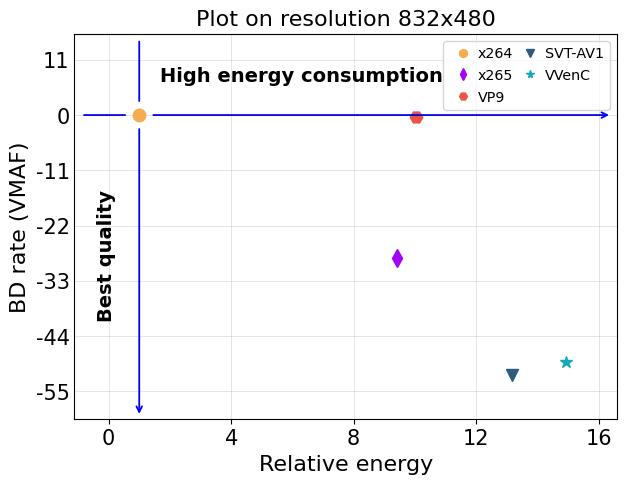 Plot on resolution 832x480
x264
x265
VP9
SVT-AV1
VVenC
High energy consumption
Best quality
BD rate (VMAF)
11
0
-11
-22
-33
-44
-55
0 4 8 12 16
Relative energy